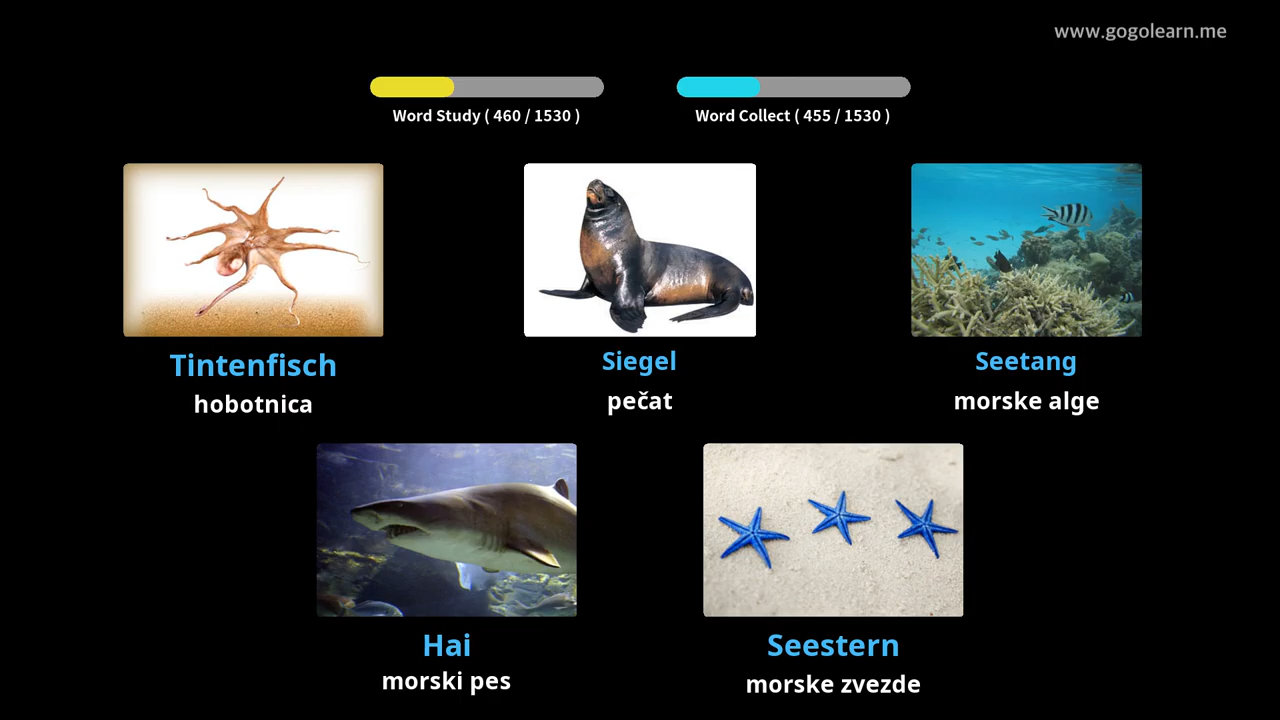 www.gogolearn.me
Word Study ( 460 / 1530 )
Word Collect ( 455 / 1530 )
Tintenfisch
hobotnica
Siegel
pečat
Seetang
morske alge
Hai
morski pes
Seestern
morske zvezde